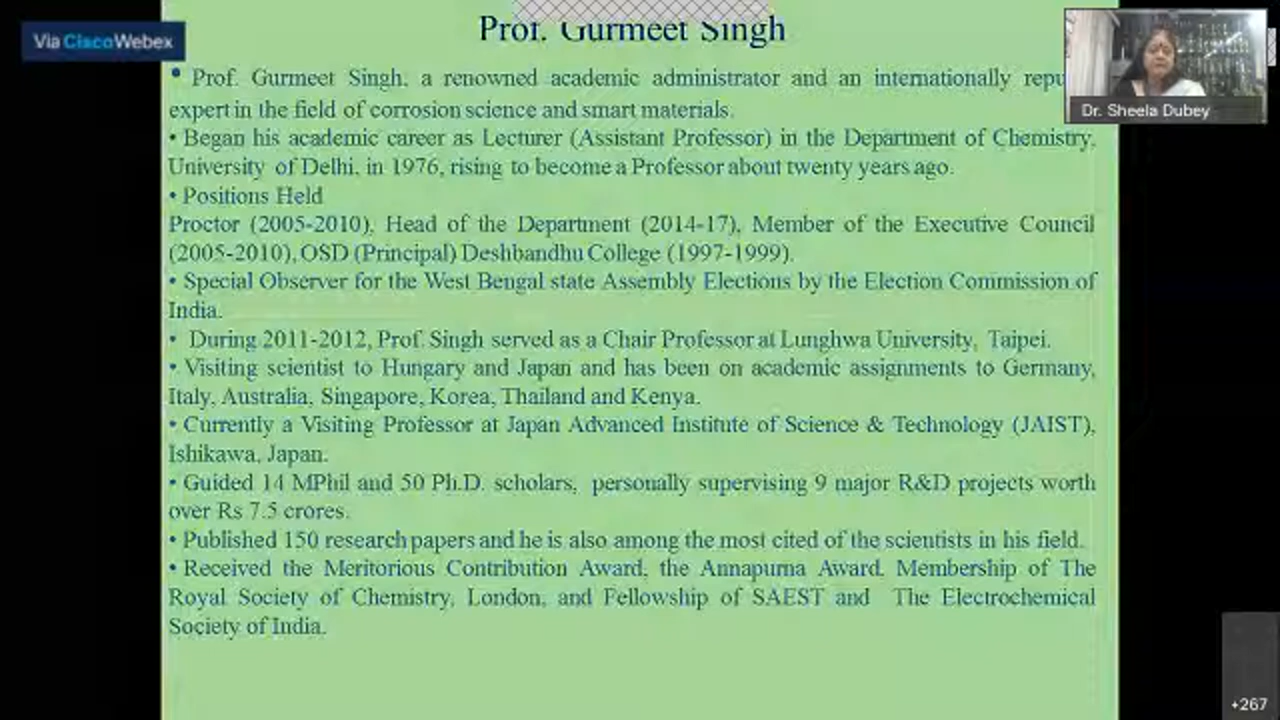 Via CiscoWebex
Prof. Gurmeet Singh
• Prof. Gurmeet Singh, a renowned academic administrator and an internationally repu
expert in the field of corrosion science and smart materials.
• Began his academic career as Lecturer (Assistant Professor) in the Department of Chemistry,
University of Delhi, in 1976, rising to become a Professor about twenty years ago.
• Positions Held
Proctor (2005-2010), Head of the Department (2014-17), Member of the Executive Council
(2005-2010), OSD (Principal) Deshbandhu College (1997-1999).
• Special Observer for the West Bengal state Assembly Elections by the Election Commission of
India.
• During 2011-2012, Prof. Singh served as a Chair Professor at Lunghwa University, Taipei.
• Visiting scientist to Hungary and Japan and has been on academic assignments to Germany,
Italy, Australia, Singapore, Korea, Thailand and Kenya.
• Currently a Visiting Professor at Japan Advanced Institute of Science & Technology (JAIST),
Ishikawa, Japan.
• Guided 14 MPhil and 50 Ph.D. scholars, personally supervising 9 major R&D projects worth
over Rs 7.5 crores.
• Published 150 research papers and he is also among the most cited of the scientists in his field.
• Received the Meritorious Contribution Award, the Annapurna Award, Membership of The
Royal Society of Chemistry, London, and Fellowship of SAEST and The Electrochemical
Society of India.
Dr. Sheela Dubey
+267